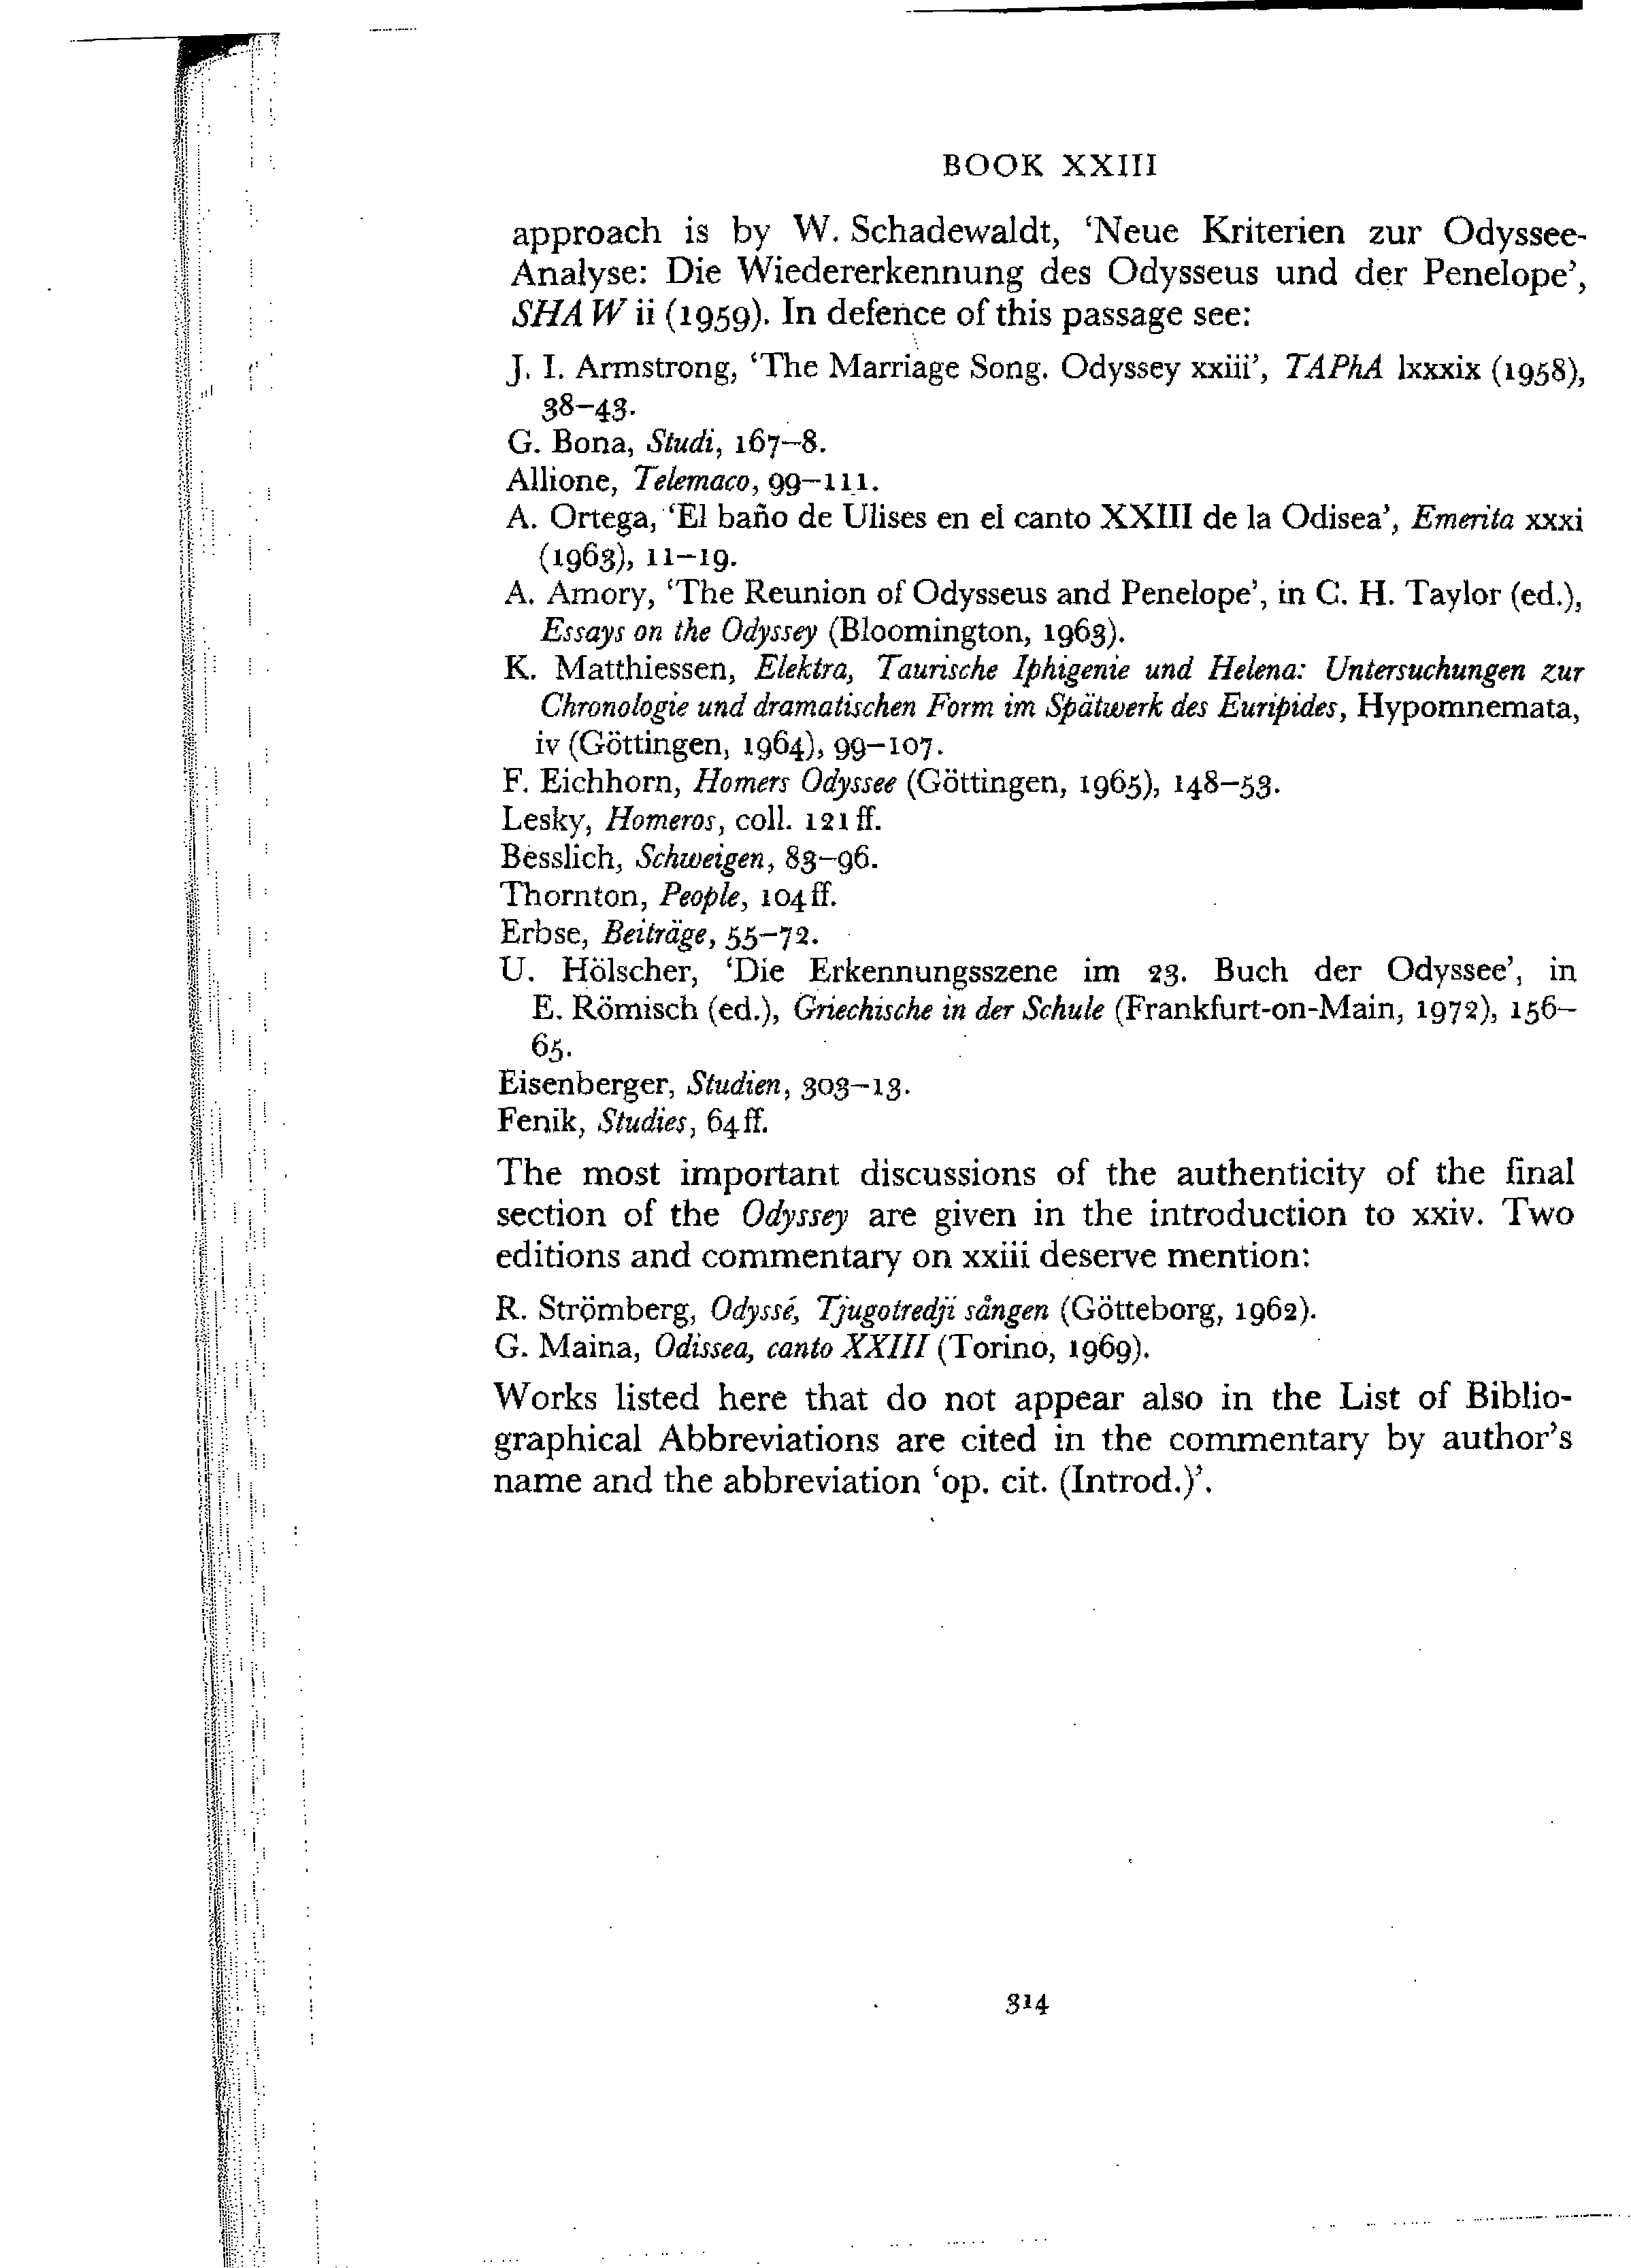 BOOK XXIII
approach is by W. Schadewaldt, ‘Neue Kriterien zur Odyssee-
Analyse: Die Wiedererkennung des Odysseus und der Penelope’,
SHAW ii (1959). In defence of this passage see:
J. I. Armstrong, ‘The Marriage Song. Odyssey xxiii’, TAPhA lxxxix (1958),
38–43.
G. Bona, Studi, 167–8.
Allione, Telemaco, 99–111.
A. Ortega, ‘El baño de Ulises en el canto XXIII de la Odisea’, Emerita xxxi
(1963), 11–19.
A. Amory, ‘The Reunion of Odysseus and Penelope’, in C. H. Taylor (ed.),
Essays on the Odyssey (Bloomington, 1963).
K. Matthiessen, Elektra, Taurische Iphigenie und Helena: Untersuchungen zur
Chronologie und dramatischen Form im Spätwerk des Euripides, Hypomnemata,
iv (Göttingen, 1964), 99–107.
F. Eichhorn, Homers Odyssee (Göttingen, 1965), 148–53.
Lesky, Homeros, coll. 121 ff.
Besslich, Schweigen, 83–96.
Thornton, People, 104 ff.
Erbse, Beiträge, 55–72.
U. Hölscher, ‘Die Erkennungsszene im 23. Buch der Odyssee’, in
E. Römisch (ed.), Griechische in der Schule (Frankfurt-on-Main, 1972), 156–
65.
Eisenberger, Studien, 303–13.
Fenik, Studies, 64 ff.
The most important discussions of the authenticity of the final
section of the Odyssey are given in the introduction to xxiv. Two
editions and commentary on xxiii deserve mention:
R. Strömberg, Odyssé, Tjugotredji sången (Götteborg, 1962).
G. Maina, Odissea, canto XXIII (Torino, 1969).
Works listed here that do not appear also in the List of Biblio-
graphical Abbreviations are cited in the commentary by author’s
name and the abbreviation ‘op. cit. (Introd.)’.
314